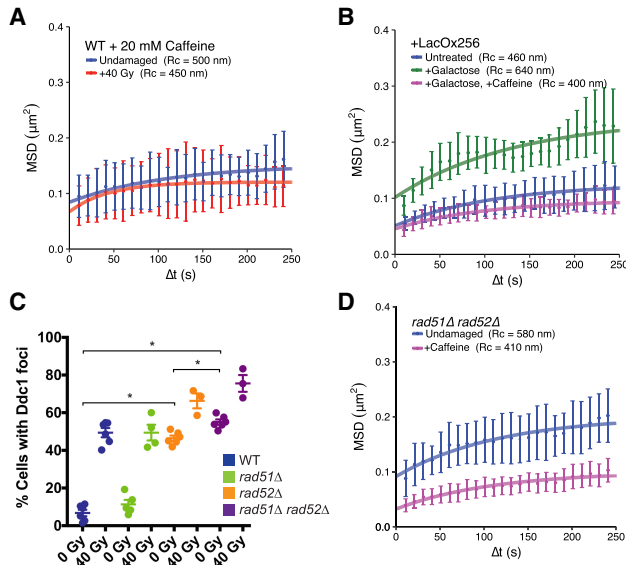 A
WT + 20 mM Caffeine
Undamaged (Rc = 500 nm)
+40 Gy (Rc = 450 nm)
MSD (μm²)
0.4
0.3
0.2
0.1
0.0
0 50 100 150 200 250
Δt (s)
B
+LacOx256
Untreated (Rc = 460 nm)
+Galactose (Rc = 640 nm)
+Galactose, +Caffeine (Rc = 400 nm)
MSD (μm²)
0.4
0.3
0.2
0.1
0.0
0 50 100 150 200 250
Δt (s)
C
% Cells with Ddc1 foci
100
80
60
40
20
0
* * *
WT
rad51Δ
rad52Δ
rad51Δ rad52Δ
0 Gy 40 Gy 0 Gy 40 Gy 0 Gy 40 Gy 0 Gy 40 Gy
D
rad51Δ rad52Δ
Undamaged (Rc = 580 nm)
+Caffeine (Rc = 410 nm)
MSD (μm²)
0.4
0.3
0.2
0.1
0.0
0 50 100 150 200 250
Δt (s)